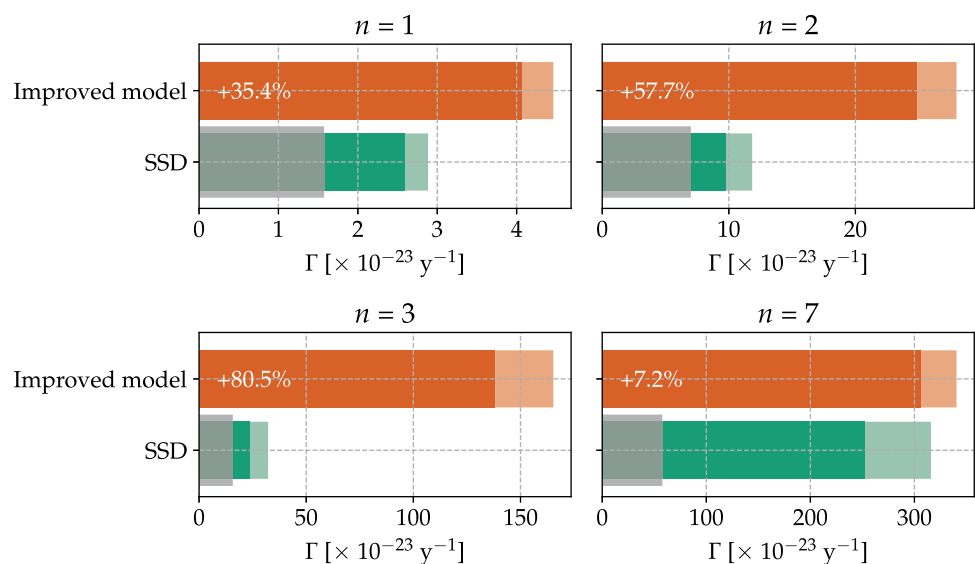 n = 1
n = 2
Improved model
+35.4%
+57.7%
SSD
0 1 2 3 4
0 10 20
Γ [× 10⁻²³ y⁻¹]
Γ [× 10⁻²³ y⁻¹]
n = 3
n = 7
Improved model
+80.5%
+7.2%
SSD
0 50 100 150
0 100 200 300
Γ [× 10⁻²³ y⁻¹]
Γ [× 10⁻²³ y⁻¹]